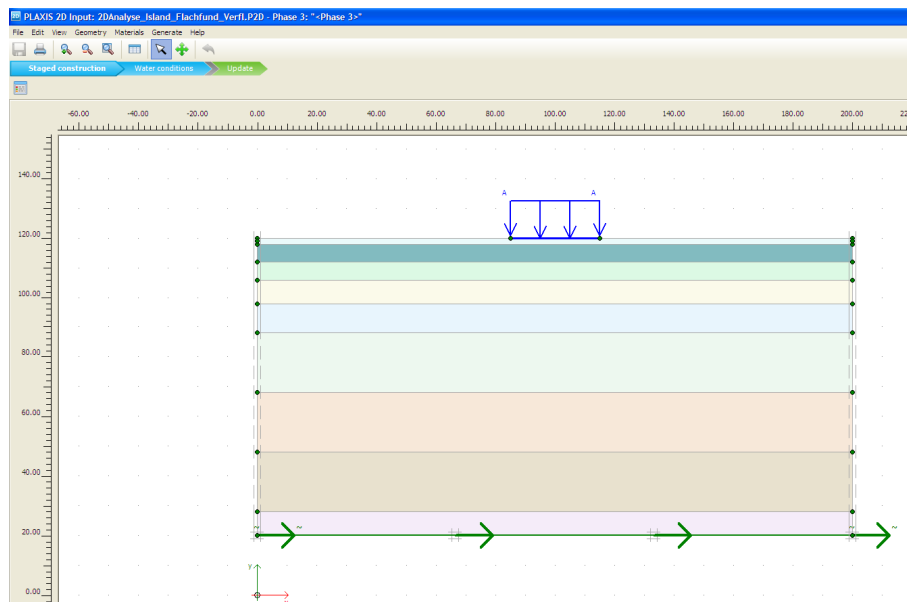 PLAXIS 2D Input: 2DAnalyse_Island_Flachfund_Verfl.P2D - Phase 3: "<Phase 3>"
File Edit View Geometry Materials Generate Help
Staged construction Water conditions Update
-60.00 -40.00 -20.00 0.00 20.00 40.00 60.00 80.00 100.00 120.00 140.00 160.00 180.00 200.00
140.00
A A
120.00
100.00
80.00
60.00
40.00
20.00
Y
0.00